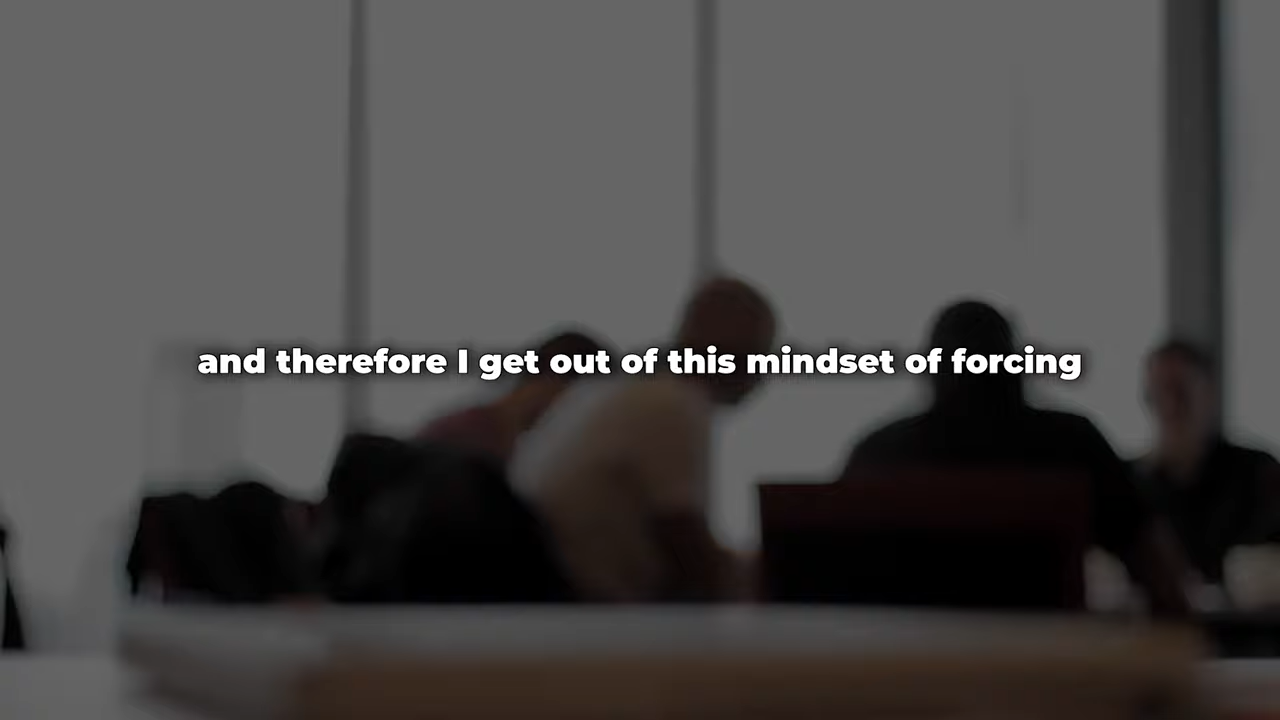 and therefore I get out of this mindset of forcing